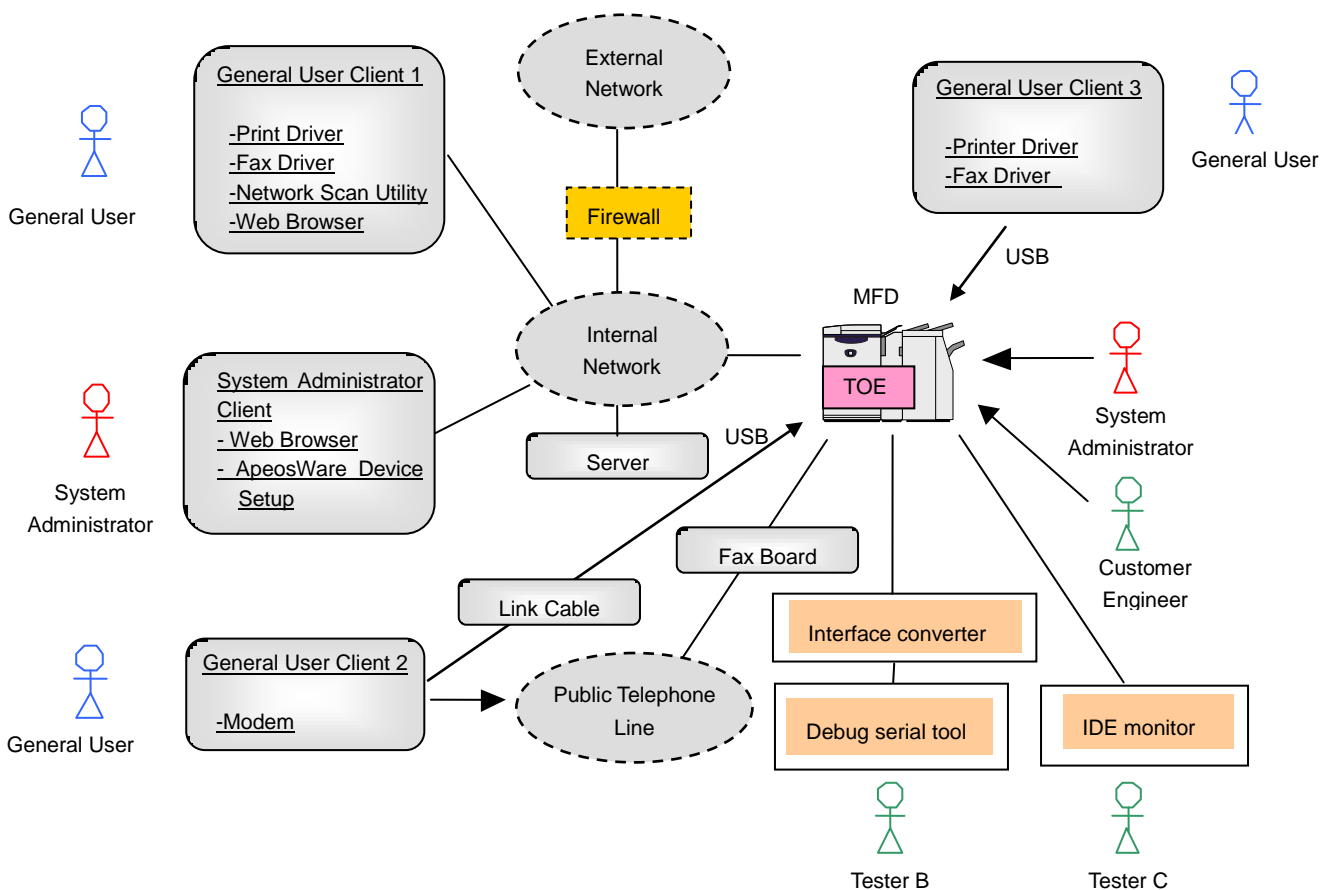 External
Network
General User Client 1
-Print Driver
-Fax Driver
-Network Scan Utility
-Web Browser
General User
General User Client 3
-Printer Driver
-Fax Driver
General User
Firewall
USB
MFD
Internal
Network
TOE
System Administrator
Client
- Web Browser
- ApeosWare Device
Setup
System
Administrator
System
Administrator
Server
USB
Fax Board
Customer
Engineer
Link Cable
Interface converter
General User Client 2
-Modem
General User
Public Telephone
Line
Debug serial tool
IDE monitor
Tester B
Tester C